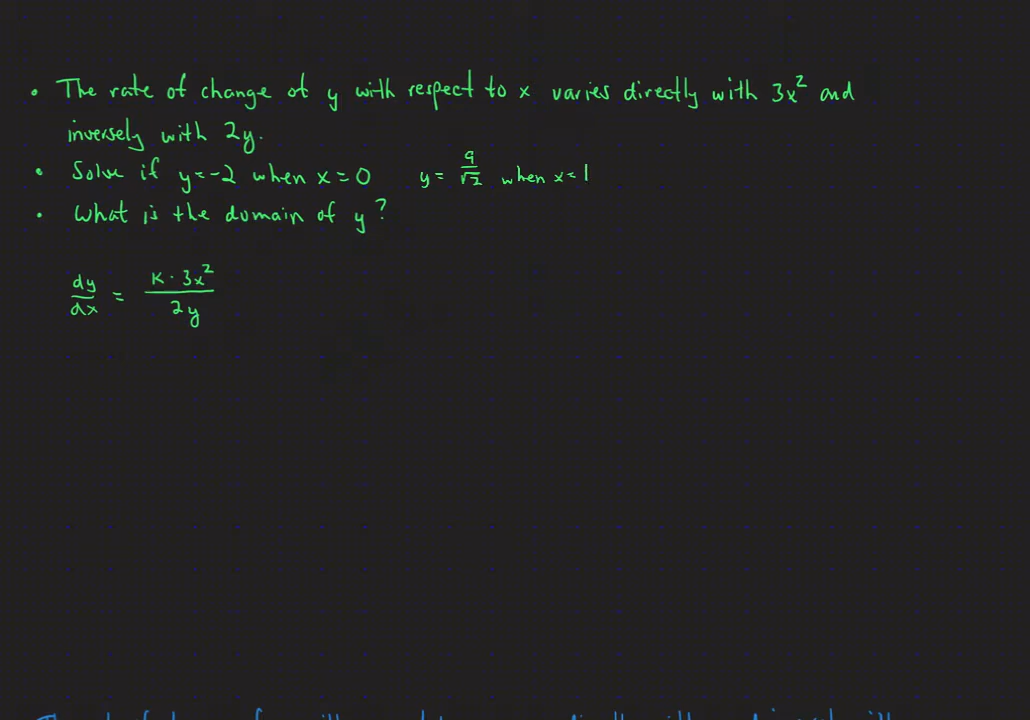 • The rate of change of y with respect to x varies directly with 3x² and
inversely with 2y.
• Solve if y=-2 when x=0 y= 9/√2 when x=1
• What is the domain of y?
dy/dx = K · 3x² / 2y